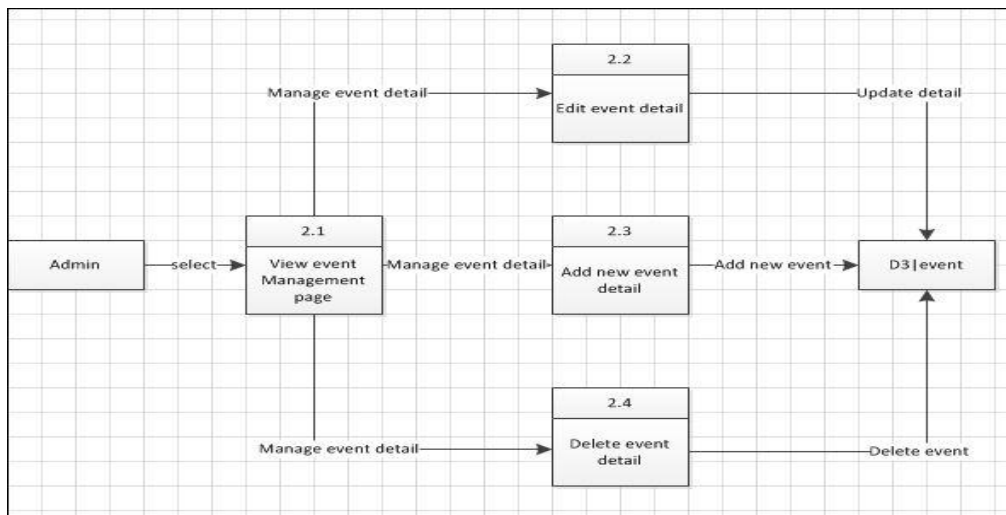 2.2
Manage event detail
Edit event detail
Update detail
2.1
2.3
Admin
select
View event
Management
page
Manage event detail
Add new event
detail
Add new event
D3|event
2.4
Manage event detail
Delete event
detail
Delete event